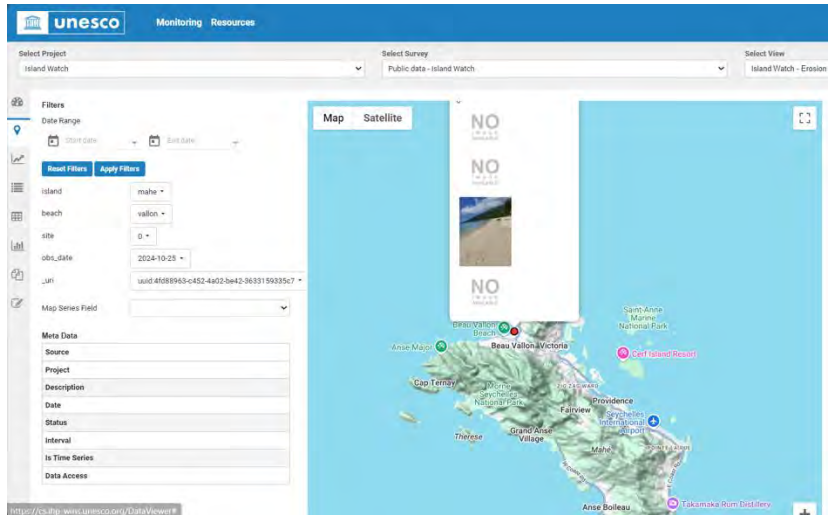 unesco
Monitoring Resources
Select Project
Island Watch
Select Survey
Public data - Island Watch
Select View
Island Watch - Erosion
Filters
Date Range
Start date
End date
Reset Filters
Apply Filters
island
mahe
beach
vallon
site
0
obs_date
2024-10-25
_uri
uuid:4fd88963-c452-4a02-be42-3633159335c7
Map Series Field
Meta Data
Source
Project
Description
Date
Status
Interval
Is Time Series
Data Access
https://cs.ihp-wins.unesco.org/DataViewer#
Map Satellite
NO
NO
NO
Saint-Anne
Marine
National Park
Beau Vallon
Beach
Beau Vallon
Victoria
Anse Major
Cerf Island Resort
Cap Ternay
Morne
Seychelles
National Park
Providence
Fairview
Seychelles
International
Airport
Grand Anse
Village
Therese
Mahe
Anse Boileau
Takamaka Rum Distillery